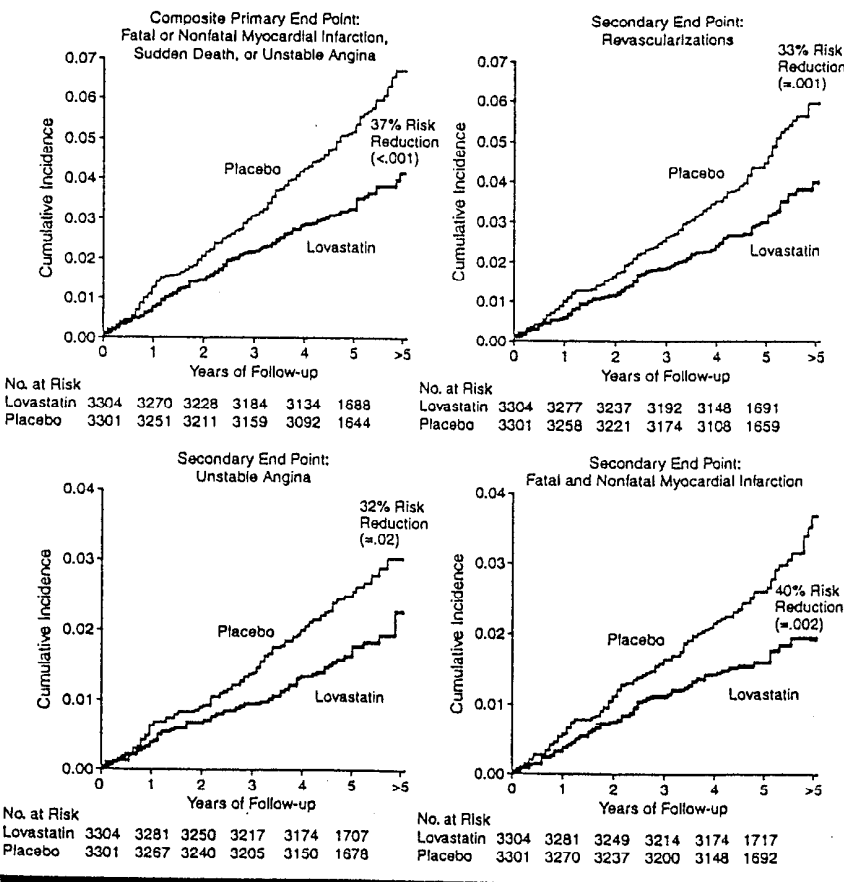 Composite Primary End Point:
Fatal or Nonfatal Myocardial Infarction,
Sudden Death, or Unstable Angina
0.07
0.06
0.05
0.04
0.03
0.02
0.01
0.00
Cumulative Incidence
37% Risk
Reduction
(<.001)
Placebo
Lovastatin
0 1 2 3 4 5 >5
Years of Follow-up
No. at Risk
Lovastatin 3304 3270 3228 3184 3134 1688
Placebo 3301 3251 3211 3159 3092 1644
Secondary End Point:
Revascularizations
0.07
0.06
0.05
0.04
0.03
0.02
0.01
0.00
Cumulative Incidence
33% Risk
Reduction
(=.001)
Placebo
Lovastatin
0 1 2 3 4 5 >5
Years of Follow-up
No. at Risk
Lovastatin 3304 3277 3237 3192 3148 1691
Placebo 3301 3258 3221 3174 3108 1659
Secondary End Point:
Unstable Angina
0.04
0.03
0.02
0.01
0.00
Cumulative Incidence
32% Risk
Reduction
(=.02)
Placebo
Lovastatin
0 1 2 3 4 5 >5
Years of Follow-up
No. at Risk
Lovastatin 3304 3281 3250 3217 3174 1707
Placebo 3301 3267 3240 3205 3150 1678
Secondary End Point:
Fatal and Nonfatal Myocardial Infarction
0.04
0.03
0.02
0.01
0.00
Cumulative Incidence
40% Risk
Reduction
(=.002)
Placebo
Lovastatin
0 1 2 3 4 5 >5
Years of Follow-up
No. at Risk
Lovastatin 3304 3281 3249 3214 3174 1717
Placebo 3301 3270 3237 3200 3148 1692